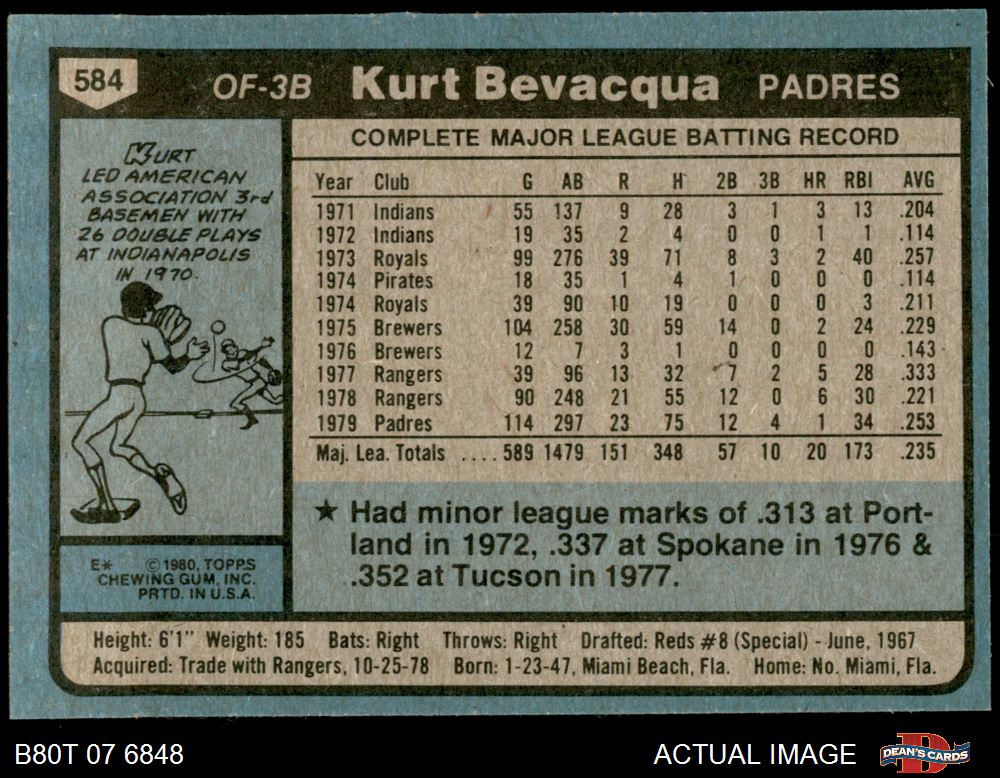 584 OF-3B Kurt Bevacqua PADRES
KURT
LED AMERICAN
ASSOCIATION 3rd
BASEMEN WITH
26 DOUBLE PLAYS
AT INDIANAPOLIS
IN 1970.
COMPLETE MAJOR LEAGUE BATTING RECORD
Year Club G AB R H 2B 3B HR RBI AVG
1971 Indians 55 137 9 28 3 1 3 13 .204
1972 Indians 19 35 2 4 0 0 1 1 .114
1973 Royals 99 276 39 71 8 3 2 40 .257
1974 Pirates 18 35 1 4 1 0 0 0 .114
1974 Royals 39 90 10 19 0 0 0 3 .211
1975 Brewers 104 258 30 59 14 0 2 24 .229
1976 Brewers 12 7 3 1 0 0 0 0 .143
1977 Rangers 39 96 13 32 7 2 5 28 .333
1978 Rangers 90 248 21 55 12 0 6 30 .221
1979 Padres 114 297 23 75 12 4 1 34 .253
Maj. Lea. Totals .... 589 1479 151 348 57 10 20 173 .235
★ Had minor league marks of .313 at Port-
land in 1972, .337 at Spokane in 1976 &
.352 at Tucson in 1977.
E* © 1980, TOPPS
CHEWING GUM, INC.
PRTD. IN U.S.A.
Height: 6'1" Weight: 185 Bats: Right Throws: Right Drafted: Reds #8 (Special) - June, 1967
Acquired: Trade with Rangers, 10-25-78 Born: 1-23-47, Miami Beach, Fla. Home: No. Miami, Fla.
B80T 07 6848 ACTUAL IMAGE D DEAN'S CARDS